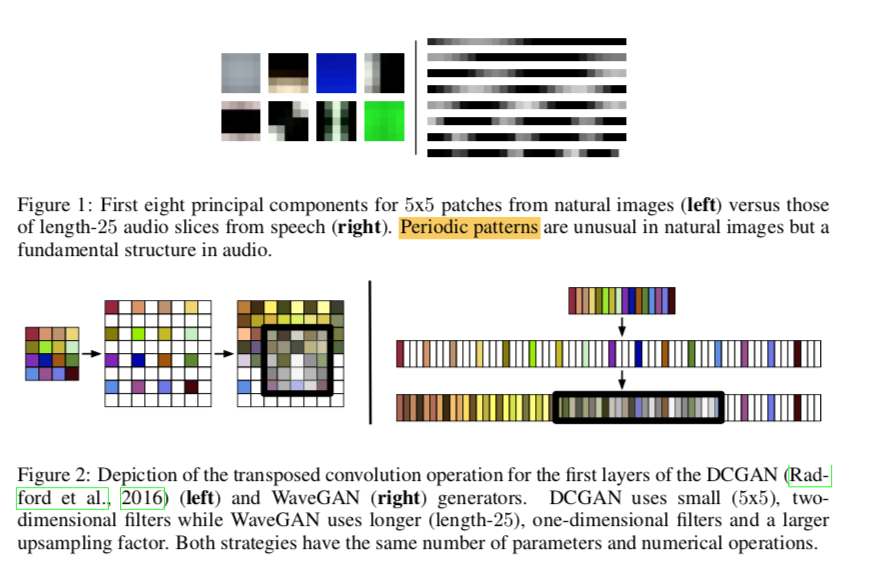 Figure 1: First eight principal components for 5x5 patches from natural images (left) versus those
of length-25 audio slices from speech (right). Periodic patterns are unusual in natural images but a
fundamental structure in audio.
Figure 2: Depiction of the transposed convolution operation for the first layers of the DCGAN (Rad-
ford et al., 2016) (left) and WaveGAN (right) generators. DCGAN uses small (5x5), two-
dimensional filters while WaveGAN uses longer (length-25), one-dimensional filters and a larger
upsampling factor. Both strategies have the same number of parameters and numerical operations.